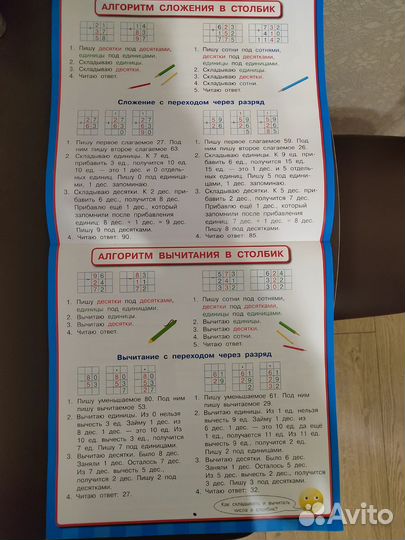 АЛГОРИТМ СЛОЖЕНИЯ В СТОЛБИК
1. Пишу десятки под десятками,
единицы под единицами.
2. Складываю единицы.
3. Складываю десятки.
4. Читаю ответ.
1. Пишу сотни под сотнями,
десятки под десятками,
единицы под единицами.
2. Складываю единицы.
3. Складываю десятки.
4. Складываю сотни.
5. Читаю ответ.
Сложение с переходом через разряд
1. Пишу первое слагаемое 27. Под
ним пишу второе слагаемое 63.
2. Складываю единицы. К 7 ед.
прибавить 3 ед., получится 10 ед.
10 ед. — это 1 дес. и 0 отдель-
ных единиц. Пишу 0 под единица-
ми, 1 дес. запоминаю.
3. Складываю десятки. К 2 дес. при-
бавить 6 дес., получится 8 дес.
Прибавлю ещё 1 дес., который
запомнили после прибавления
единиц: 8 дес. + 1 дес. = 9 дес.
Пишу 9 под десятками.
4. Читаю ответ: 90.
1. Пишу первое слагаемое 59. Под
ним пишу второе слагаемое 26.
2. Складываю единицы. К 9 ед. при-
бавить 6 ед., получится 15 ед.
15 ед. — это 1 дес. и 5 отдель-
ных единиц. Пишу 5 под едини-
цами, 1 дес. запоминаю.
3. Складываю десятки. К 5 дес. при-
бавить 2 дес., получится 7 дес.
Прибавлю ещё 1 дес., который
запомнили после прибавления
единиц: 7 дес. + 1 дес. = 8 дес.
Пишу 8 под десятками.
4. Читаю ответ: 85.
АЛГОРИТМ ВЫЧИТАНИЯ В СТОЛБИК
1. Пишу десятки под десятками,
единицы под единицами.
2. Вычитаю единицы.
3. Вычитаю десятки.
4. Читаю ответ.
1. Пишу сотни под сотнями,
десятки под десятками,
единицы под единицами.
2. Вычитаю единицы.
3. Вычитаю десятки.
4. Вычитаю сотни.
5. Читаю ответ.
Вычитание с переходом через разряд
1. Пишу уменьшаемое 80. Под ним
пишу вычитаемое 53.
2. Вычитаю единицы. Из 0 нельзя
вычесть 3 ед. Займу 1 дес. из
8 дес. 1 дес. — это 10 ед. Из
10 ед. вычесть 3 ед., получится
7 ед. Пишу 7 под единицами.
3. Вычитаю десятки. Было 8 дес.
Заняли 1 дес. Осталось 7 дес.
Из 7 дес. вычесть 5 дес.,
получится 2 дес. Пишу 2 под
десятками.
4. Читаю ответ: 27.
1. Пишу уменьшаемое 61. Под ним
пишу вычитаемое 29.
2. Вычитаю единицы. Из 1 ед. нельзя
вычесть 9 ед. Займу 1 дес. из
6 дес. 1 дес. — это 10 ед. да еще
1 ед., получается 11 ед. Из 11 ед.
вычесть 9 ед., получится 2 ед.
Пишу 2 под единицами.
3. Вычитаю десятки. Было 6 дес.
Заняли 1 дес. Осталось 5 дес.
Из 5 дес. вычесть 2 дес., полу-
чится 3 дес. Пишу 3 под десятками.
4. Читаю ответ: 32.
Как складывать и вычитать
числа в столбик?
Avito